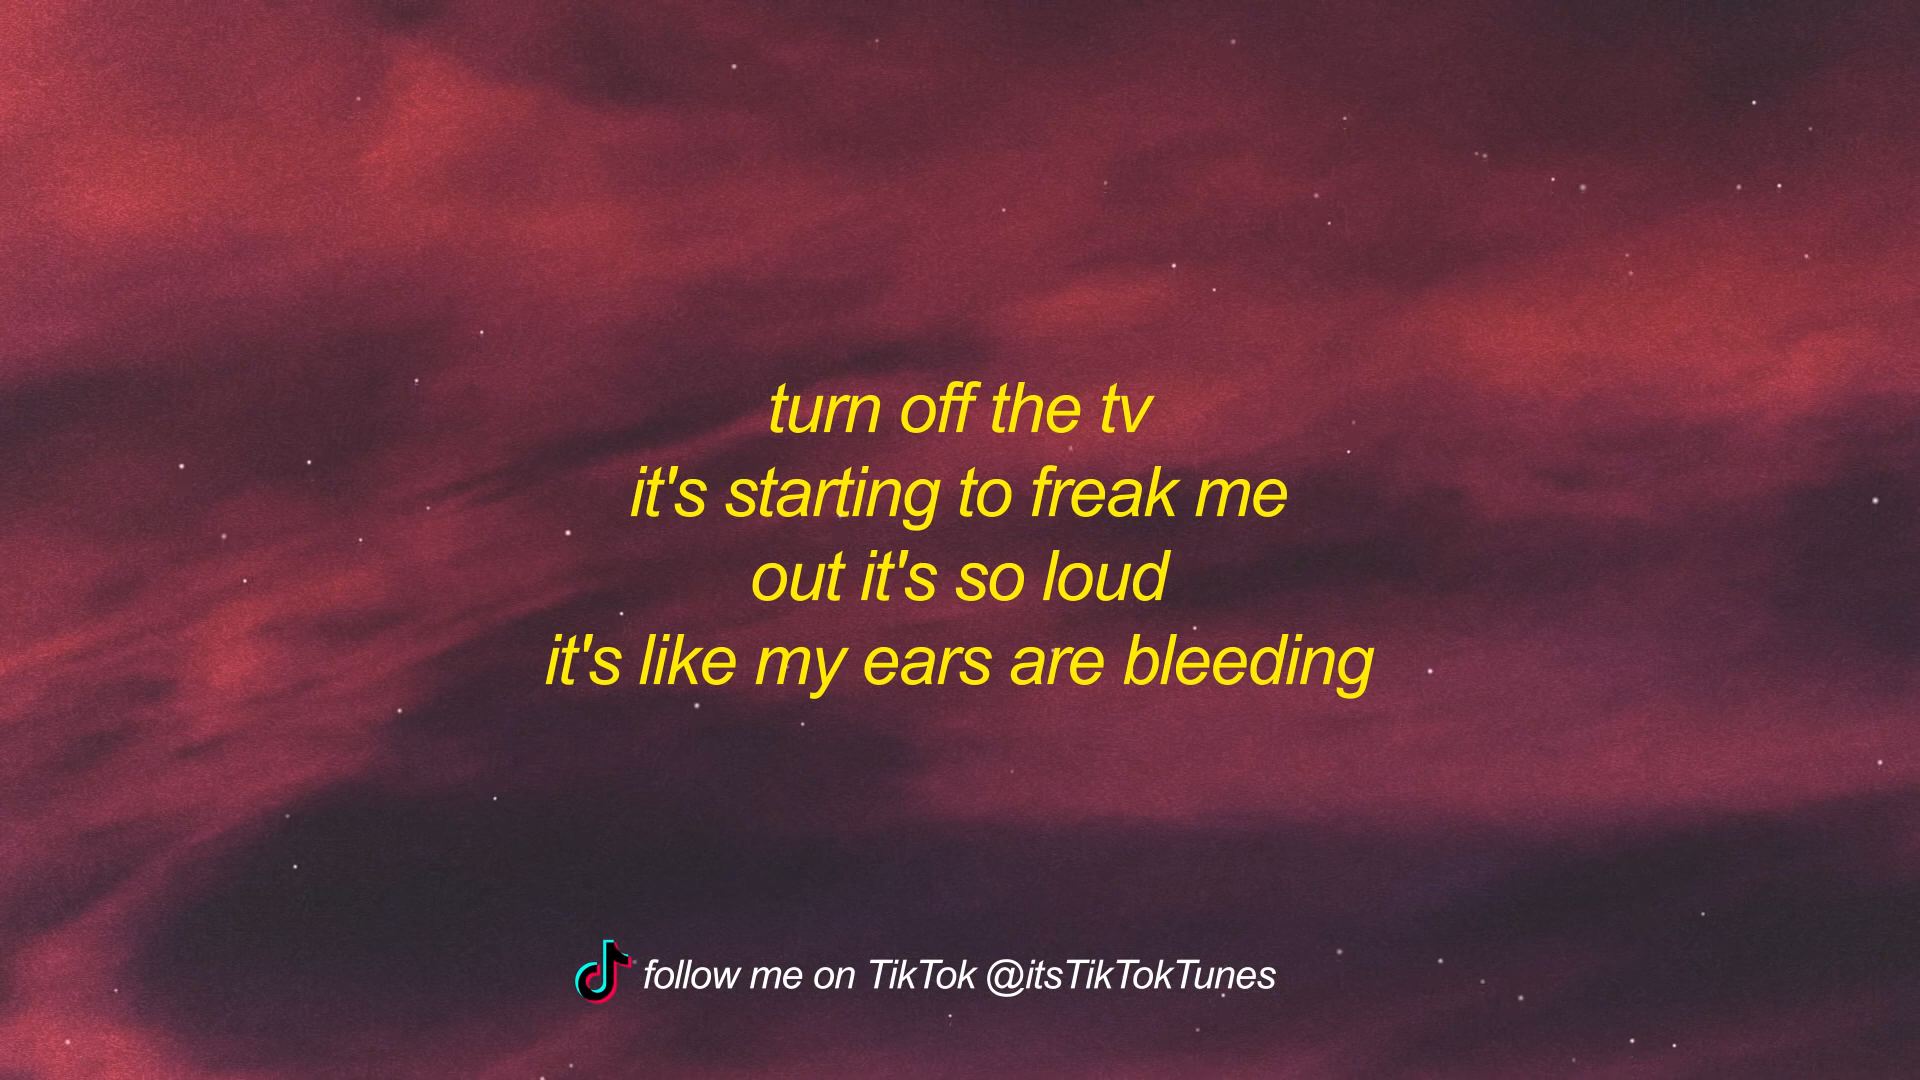 turn off the tv
it's starting to freak me
out it's so loud
it's like my ears are bleeding
follow me on TikTok @itsTikTokTunes